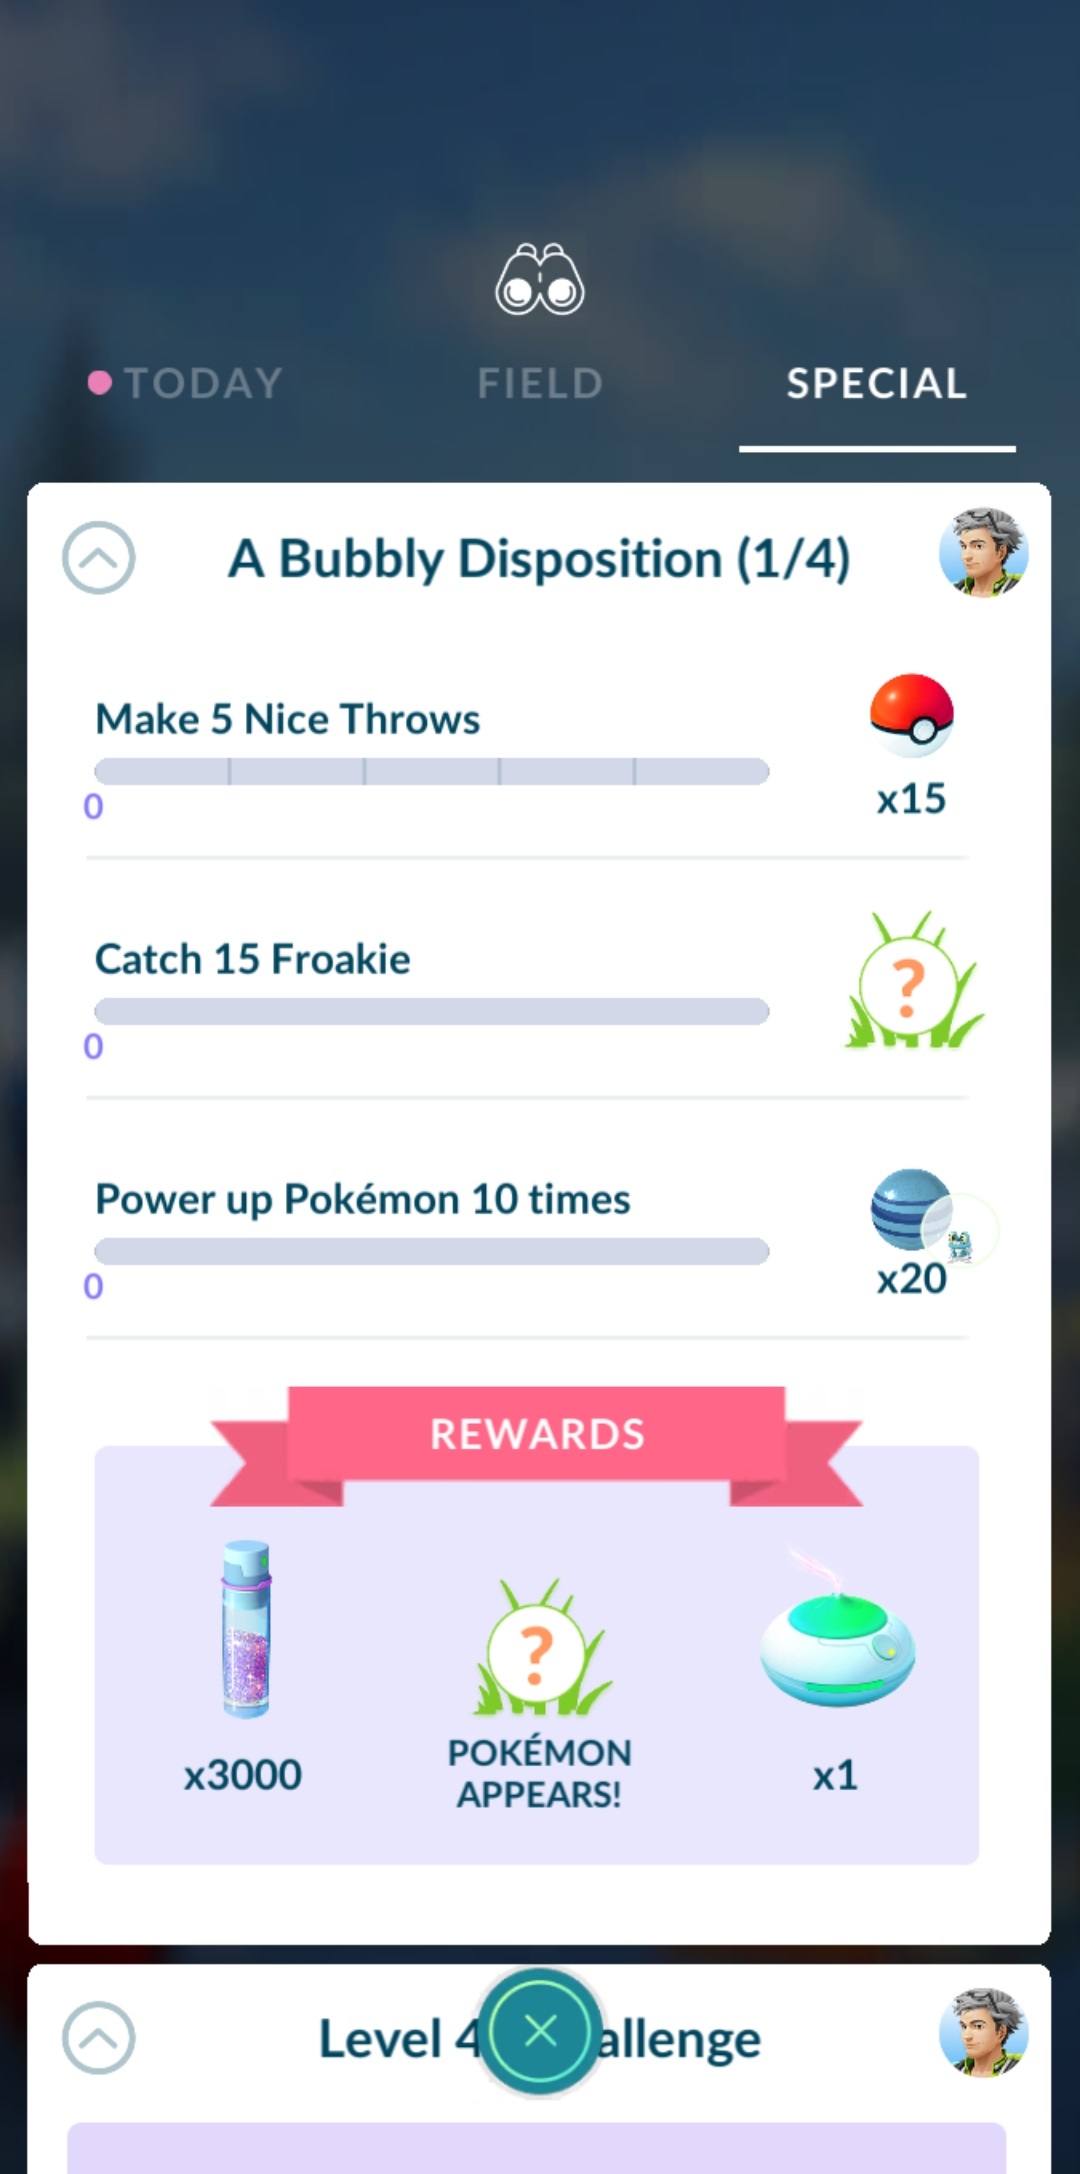 TODAY
FIELD
SPECIAL
A Bubbly Disposition (1/4)
Make 5 Nice Throws
0
x15
Catch 15 Froakie
0
?
Power up Pokémon 10 times
0
x20
REWARDS
?
x3000
POKÉMON
APPEARS!
x1
Level 4
allenge